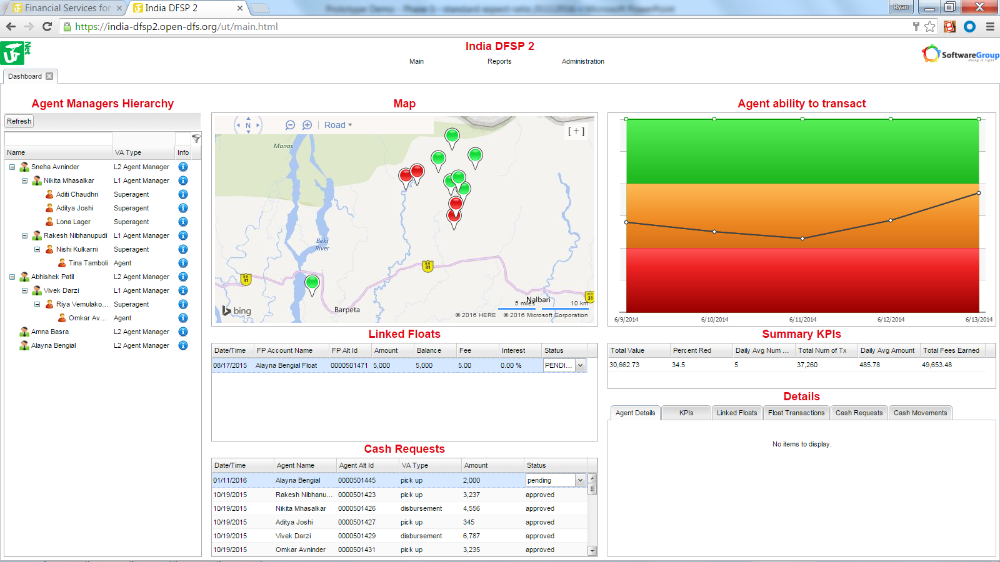 Financial Services for
India DFSP 2
Prototype Demo - Phase
Microsoft PowerPoint
Ryan
https://india-dfsp2.open-dfs.org/ut/main.html
UT Net
India DFSP 2
SoftwareGroup
doing it right
Main Reports Administration
Dashboard
Agent Managers Hierarchy
Refresh
Name VA Type Info
Sneha Avninder L2 Agent Manager
Nikita Mhasalkar L1 Agent Manager
Aditi Chaudhri Superagent
Aditya Joshi Superagent
Lona Lager Superagent
Rakesh Nibhanupudi L1 Agent Manager
Nishi Kulkarni Superagent
Tina Tamboli Agent
Abhishek Patil L2 Agent Manager
Vivek Darzi L1 Agent Manager
Riya Vemulako... Superagent
Omkar Av... Agent
Amna Basra L2 Agent Manager
Alayna Bengial L2 Agent Manager
Map
N
Road
[+]
Manas
Beki
River
NH
31
NH
31
NH
31
Barpeta
Nalbari
5 miles 10 km
bing
© 2016 HERE © 2016 Microsoft Corporation
Linked Floats
Date/Time FP Account Name FP Alt Id Amount Balance Fee Interest Status
08/17/2015 Alayna Bengial Float 0000501471 5,000 5,000 5.00 0.00 % PENDI...
Cash Requests
Date/Time Agent Name Agent Alt Id VA Type Amount Status
01/11/2016 Alayna Bengial 0000501445 pick up 2,000 pending
10/19/2015 Rakesh Nibhanu... 0000501423 pick up 3,237 approved
10/19/2015 Nikita Mhasalkar 0000501426 disbursement 4,556 approved
10/19/2015 Aditya Joshi 0000501427 pick up 345 approved
10/19/2015 Vivek Darzi 0000501429 disbursement 6,787 approved
10/19/2015 Omkar Avninder 0000501431 pick up 3,235 approved
Agent ability to transact
6/9/2014 6/10/2014 6/11/2014 6/12/2014 6/13/2014
Summary KPIs
Total Value Percent Red Daily Avg Num ... Total Num of Tx Daily Avg Amount Total Fees Earned
30,662.73 34.5 5 37,260 485.78 49,653.48
Details
Agent Details KPIs Linked Floats Float Transactions Cash Requests Cash Movements
No items to display.